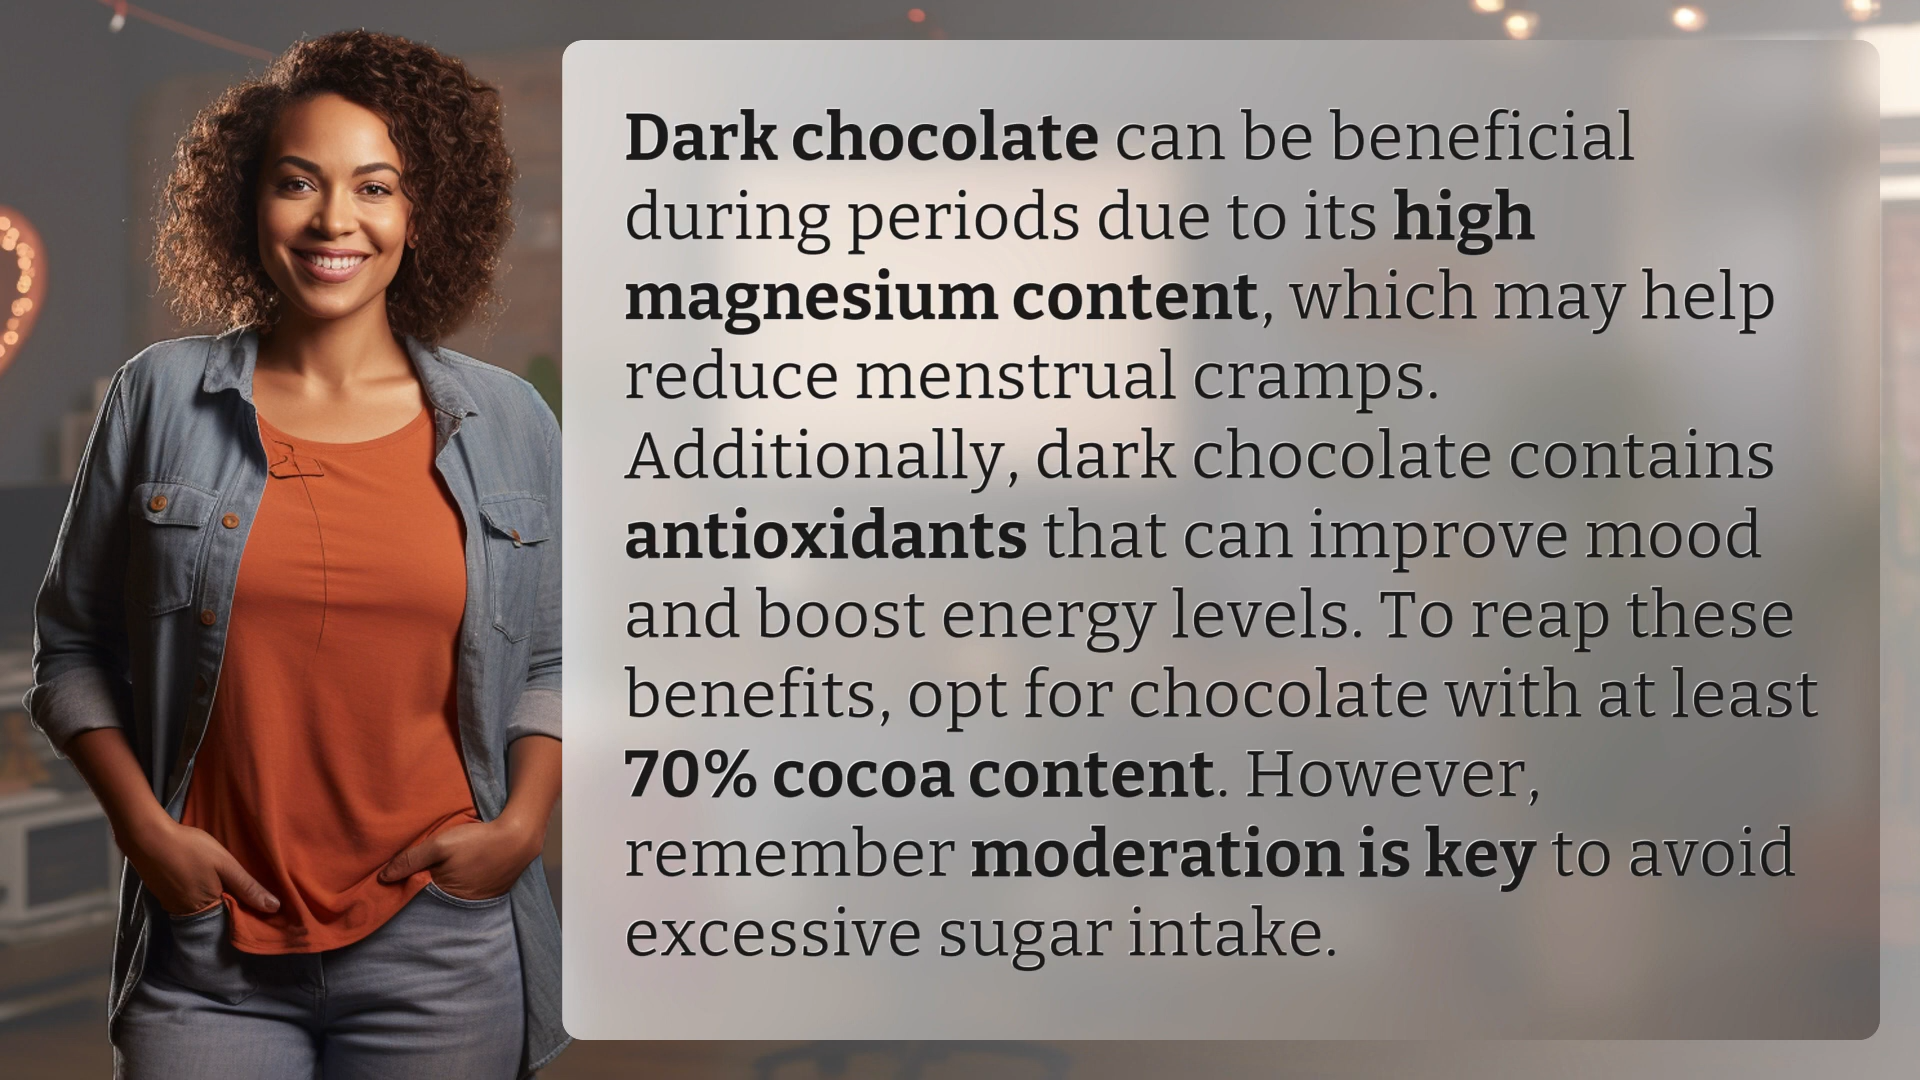 Dark chocolate can be beneficial
during periods due to its high
magnesium content, which may help
reduce menstrual cramps.
Additionally, dark chocolate contains
antioxidants that can improve mood
and boost energy levels. To reap these
benefits, opt for chocolate with at least
70% cocoa content. However,
remember moderation is key to avoid
excessive sugar intake.